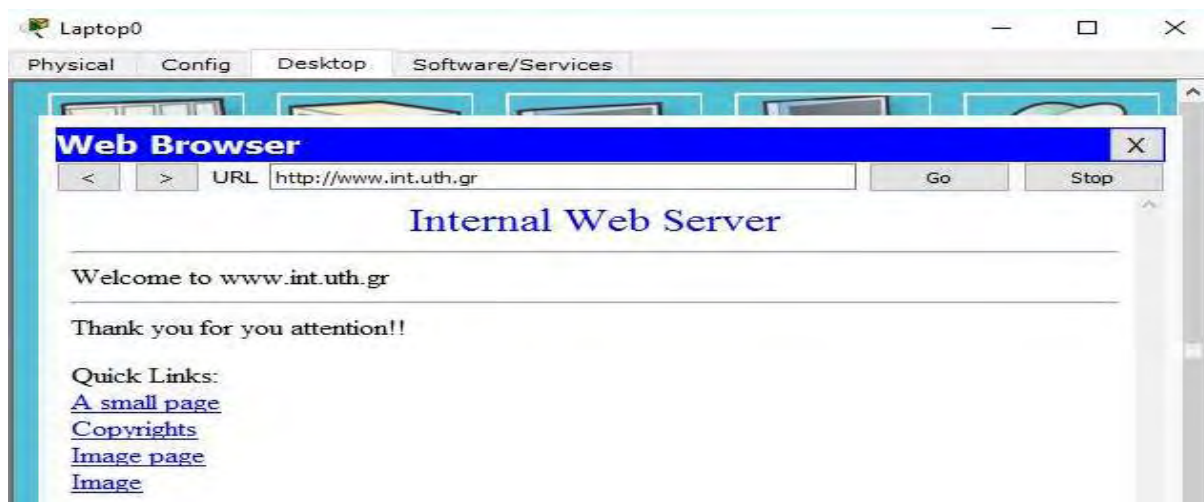 Laptop0
Physical Config Desktop Software/Services
Web Browser X
< > URL http://www.int.uth.gr Go Stop
Internal Web Server
Welcome to www.int.uth.gr
Thank you for you attention!!
Quick Links:
A small page
Copyrights
Image page
Image